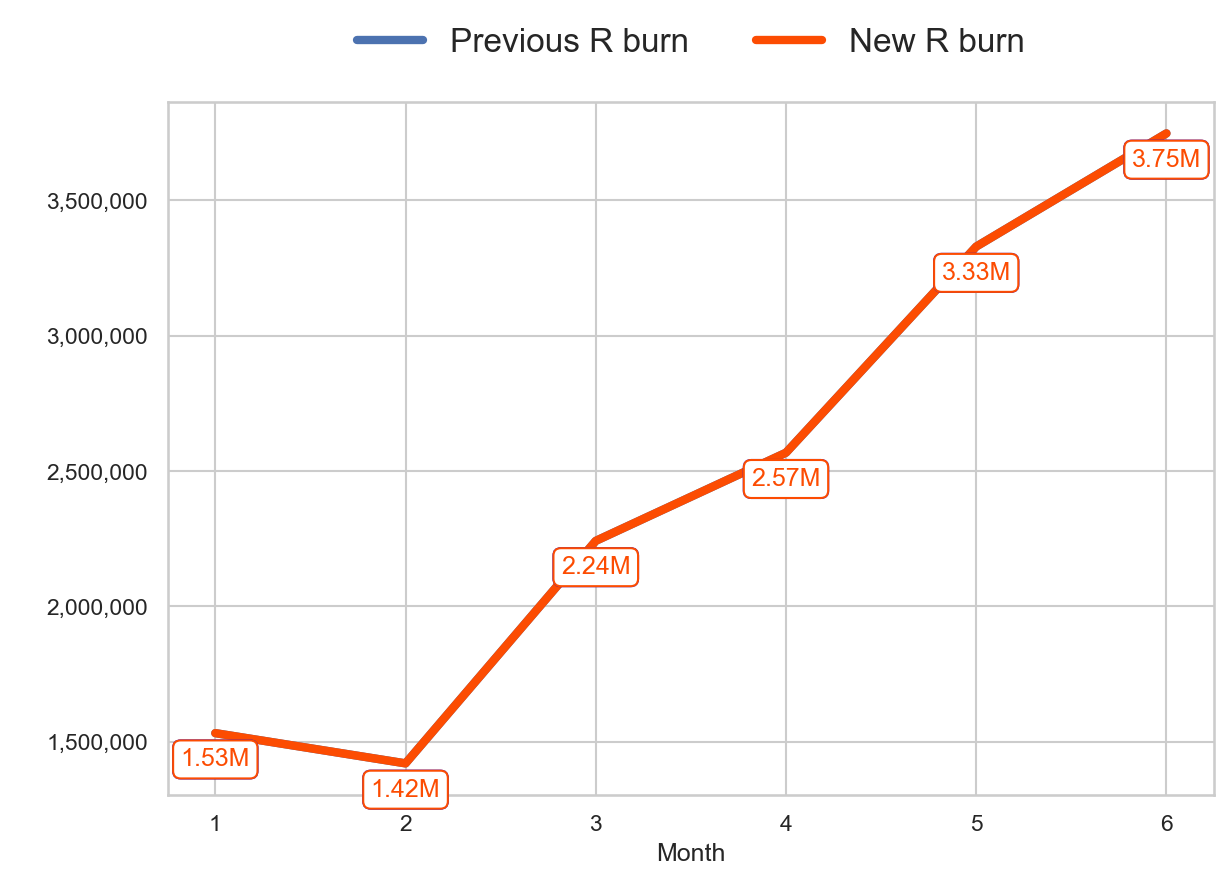 Previous R burn New R burn
3.75M
3,500,000
3.33M
3,000,000
2,500,000
2.57M
2.24M
2,000,000
1,500,000
1.53M
1.42M
1 2 3 4 5 6
Month